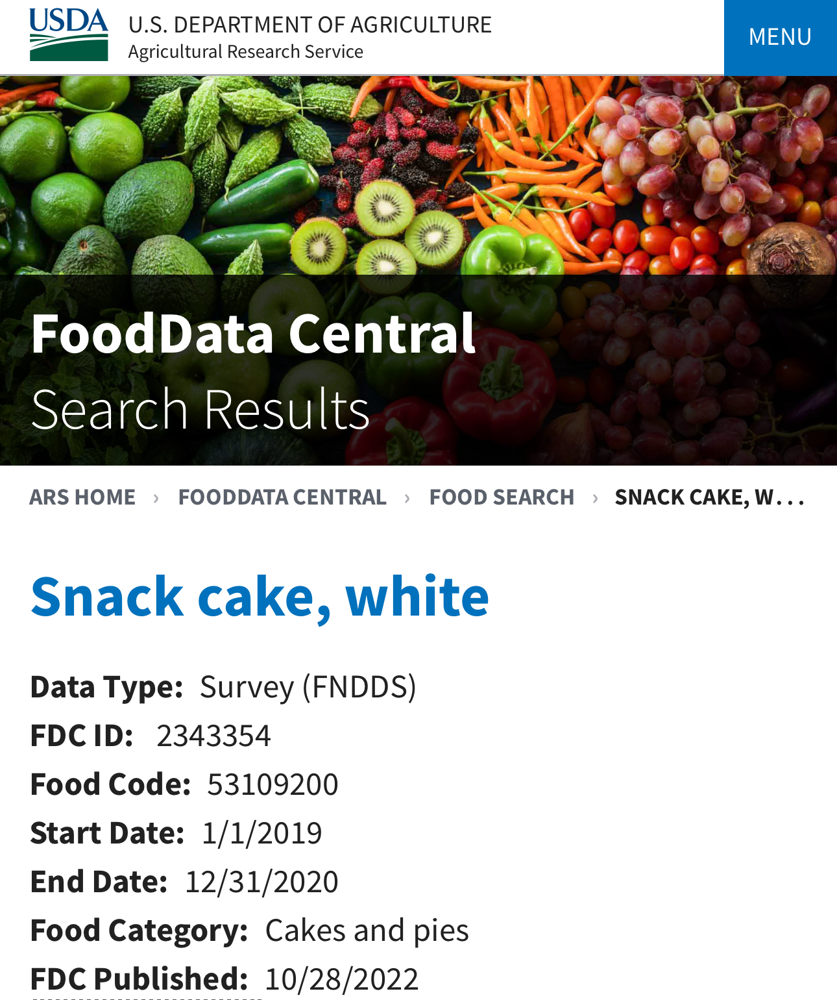 USDA
U.S. DEPARTMENT OF AGRICULTURE
Agricultural Research Service
MENU
FoodData Central
Search Results
ARS HOME › FOODDATA CENTRAL › FOOD SEARCH › SNACK CAKE, W...
Snack cake, white
Data Type: Survey (FNDDS)
FDC ID: 2343354
Food Code: 53109200
Start Date: 1/1/2019
End Date: 12/31/2020
Food Category: Cakes and pies
FDC Published: 10/28/2022